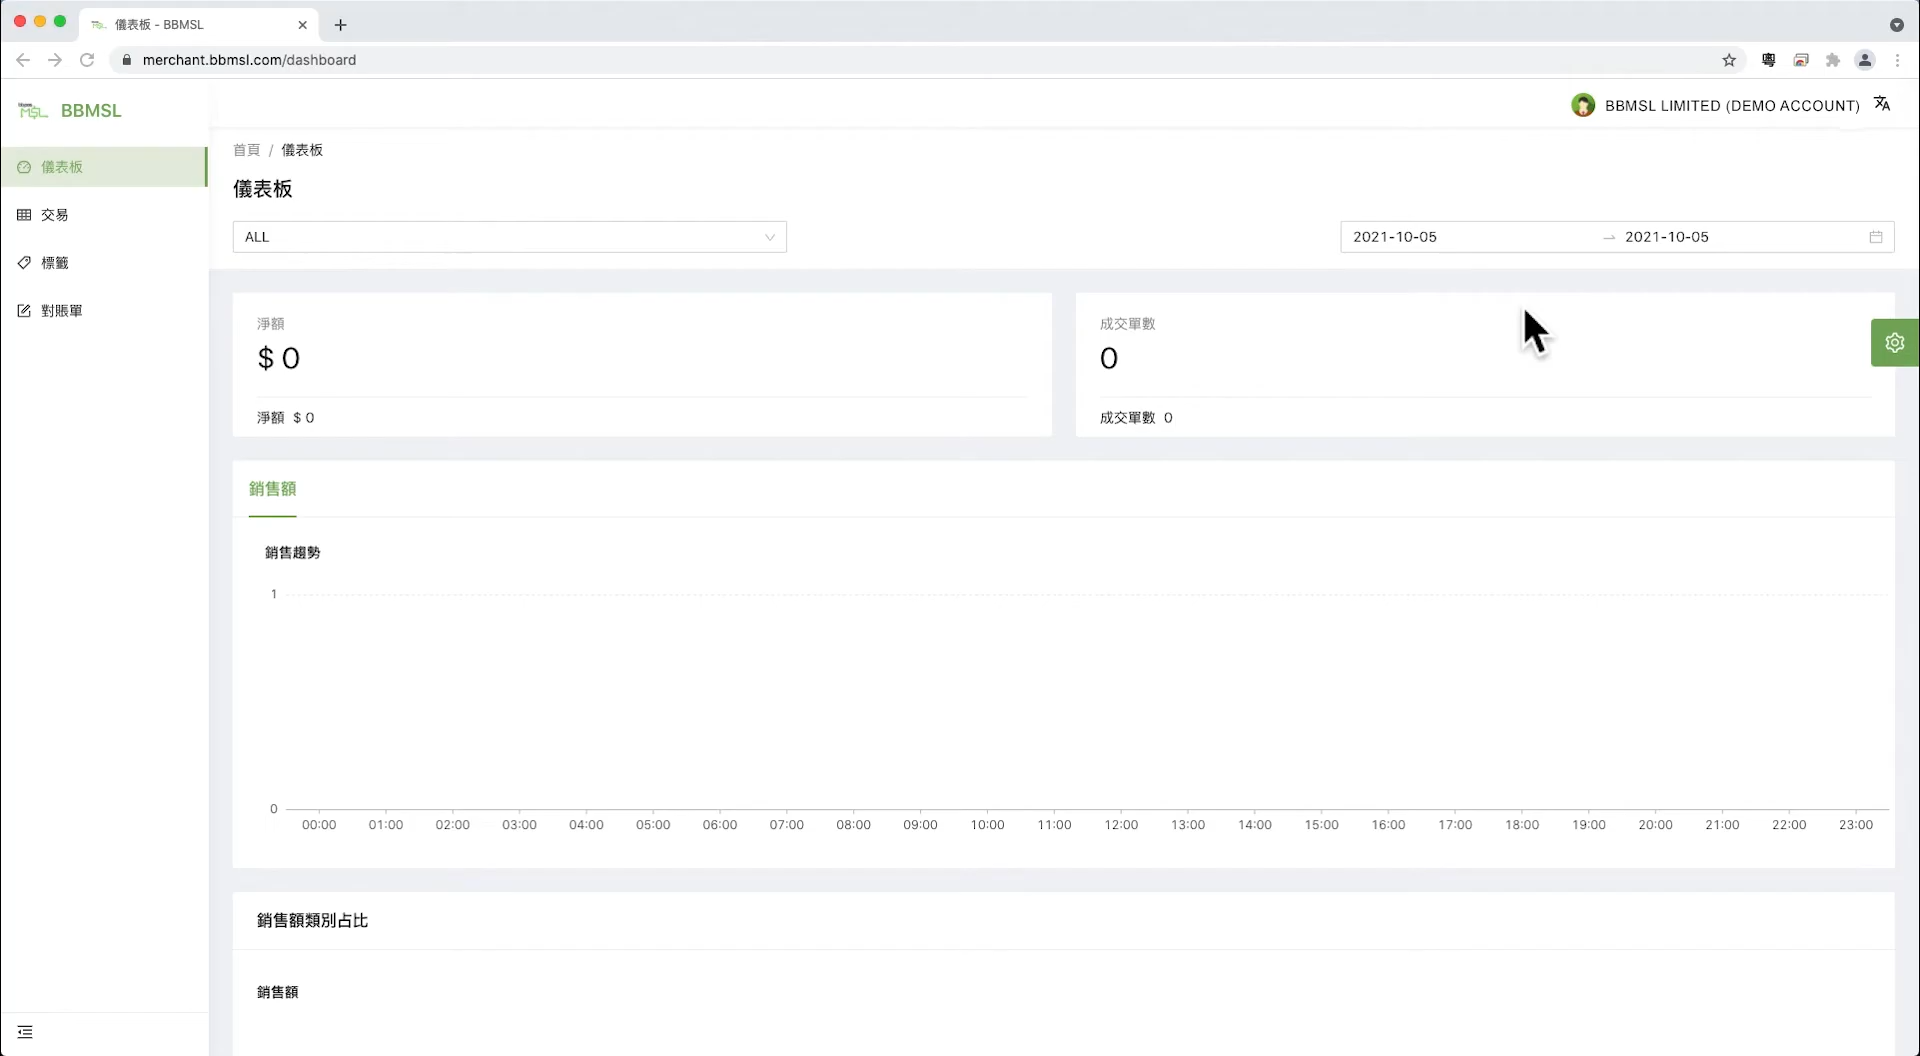 儀表板 - BBMSL
merchant.bbmsl.com/dashboard
粵
BBMSL
BBMSL LIMITED (DEMO ACCOUNT)
儀表板
交易
標籤
對賬單
首頁 / 儀表板
儀表板
ALL
2021-10-05 → 2021-10-05
淨額
$ 0
淨額 $ 0
成交單數
0
成交單數 0
銷售額
銷售趨勢
1
0
00:00 01:00 02:00 03:00 04:00 05:00 06:00 07:00 08:00 09:00 10:00 11:00 12:00 13:00 14:00 15:00 16:00 17:00 18:00 19:00 20:00 21:00 22:00 23:00
銷售額類別占比
銷售額